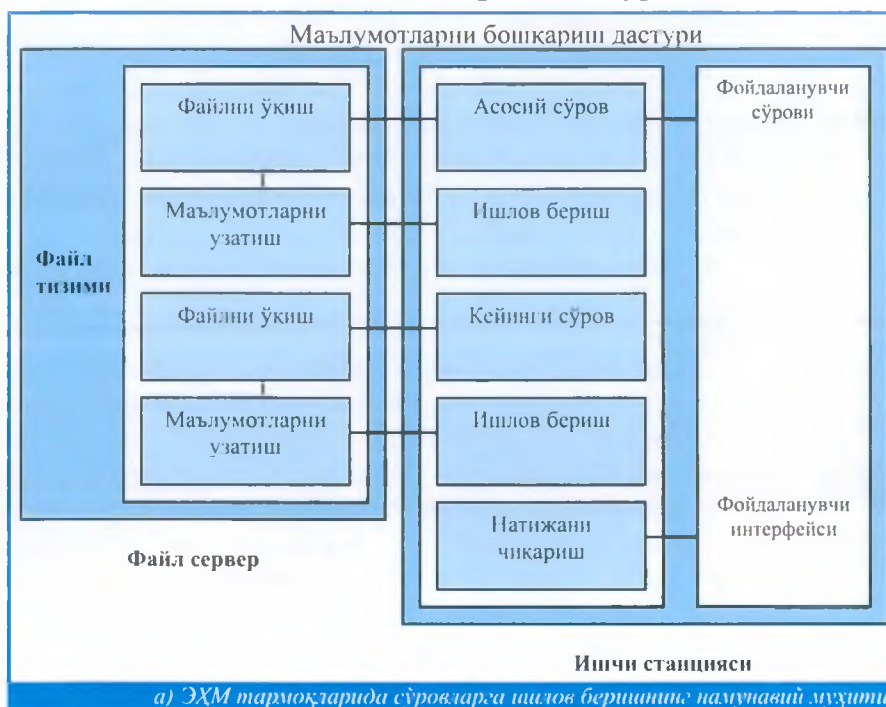 Маълумотларни бошқариш дастури
Файлни ўқиш
Асосий сўров
Фойдаланувчи
сўрови
Маълумотларни
узатиш
Ишлов бериш
Файл
тизими
Файлни ўқиш
Кейинги сўров
Маълумотларни
узатиш
Ишлов бериш
Натижани
чиқариш
Фойдаланувчи
интерфейси
Файл сервер
Ишчи станцияси
а) ЭҲМ тармоқларида сўровларга ишлов беришнинг намунавий муҳити